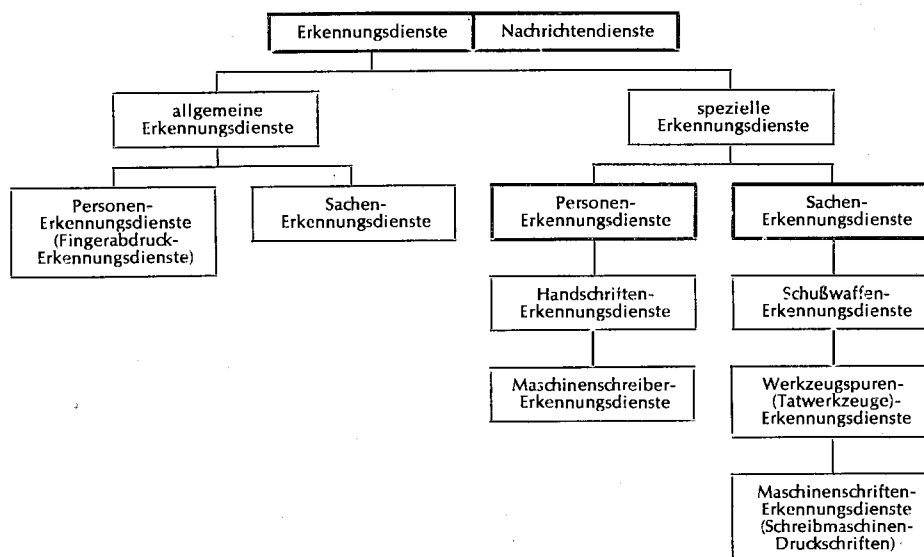 Erkennungsdienste
Nachrichtendienste
allgemeine
Erkennungsdienste
spezielle
Erkennungsdienste
Personen-
Erkennungsdienste
(Fingerabdruck-
Erkennungsdienste)
Sachen-
Erkennungsdienste
Personen-
Erkennungsdienste
Sachen-
Erkennungsdienste
Handschriften-
Erkennungsdienste
Schußwaffen-
Erkennungsdienste
Maschinenschreiber-
Erkennungsdienste
Werkzeugspuren-
(Tatwerkzeuge)-
Erkennungsdienste
Maschinenschriften-
Erkennungsdienste
(Schreibmaschinen-
Druckschriften)